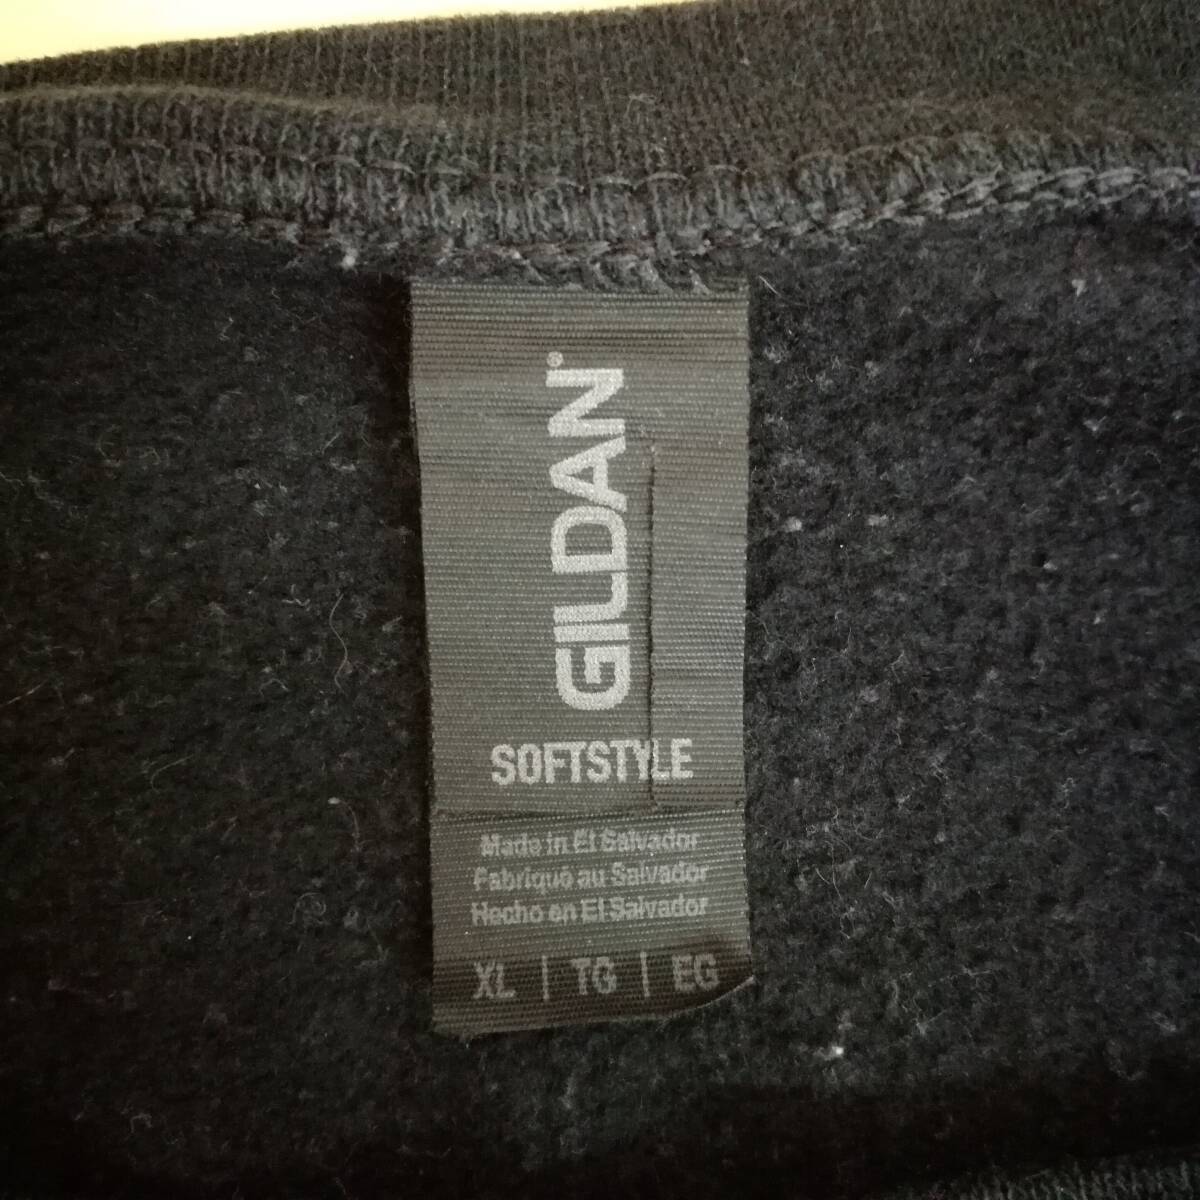 GILDAN®
SOFTSTYLE
Made in El Salvador
Fabriqué au Salvador
Hecho en El Salvador
XL | TG | EG